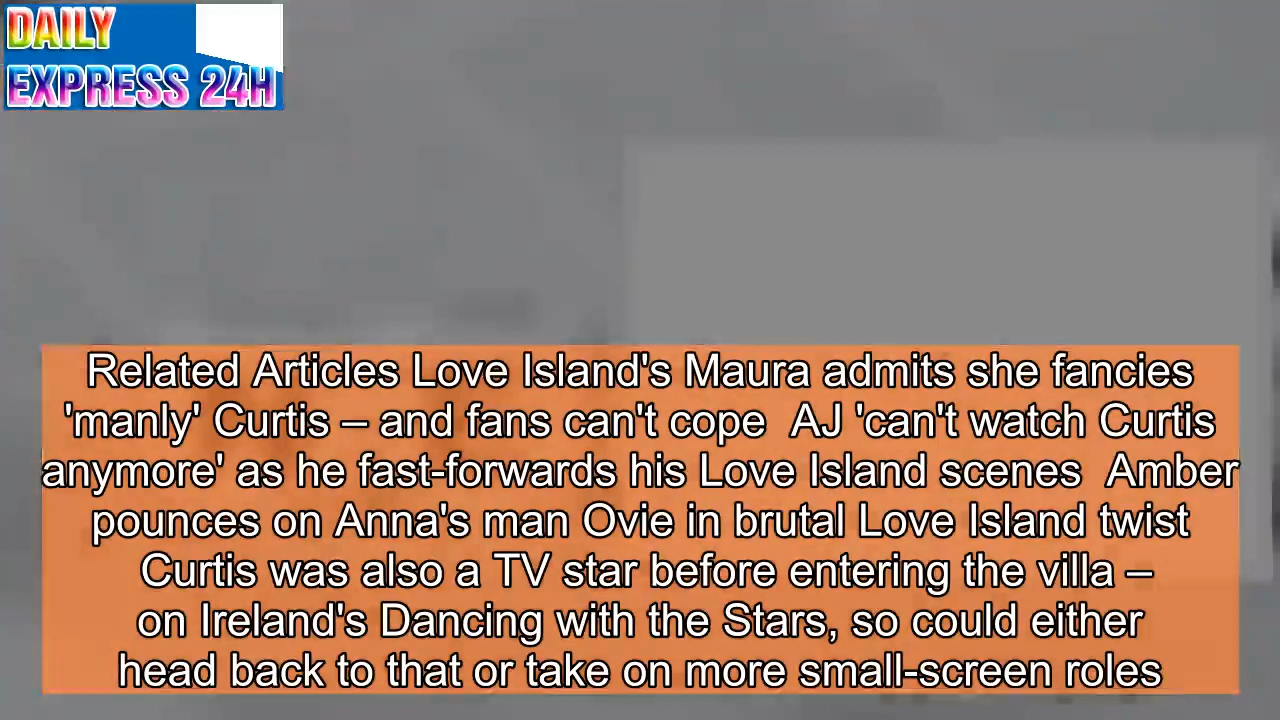 DAILY
EXPRESS 24H
Related Articles Love Island's Maura admits she fancies
'manly' Curtis – and fans can't cope  AJ 'can't watch Curtis
anymore' as he fast-forwards his Love Island scenes  Amber
pounces on Anna's man Ovie in brutal Love Island twist
Curtis was also a TV star before entering the villa –
on Ireland's Dancing with the Stars, so could either
head back to that or take on more small-screen roles